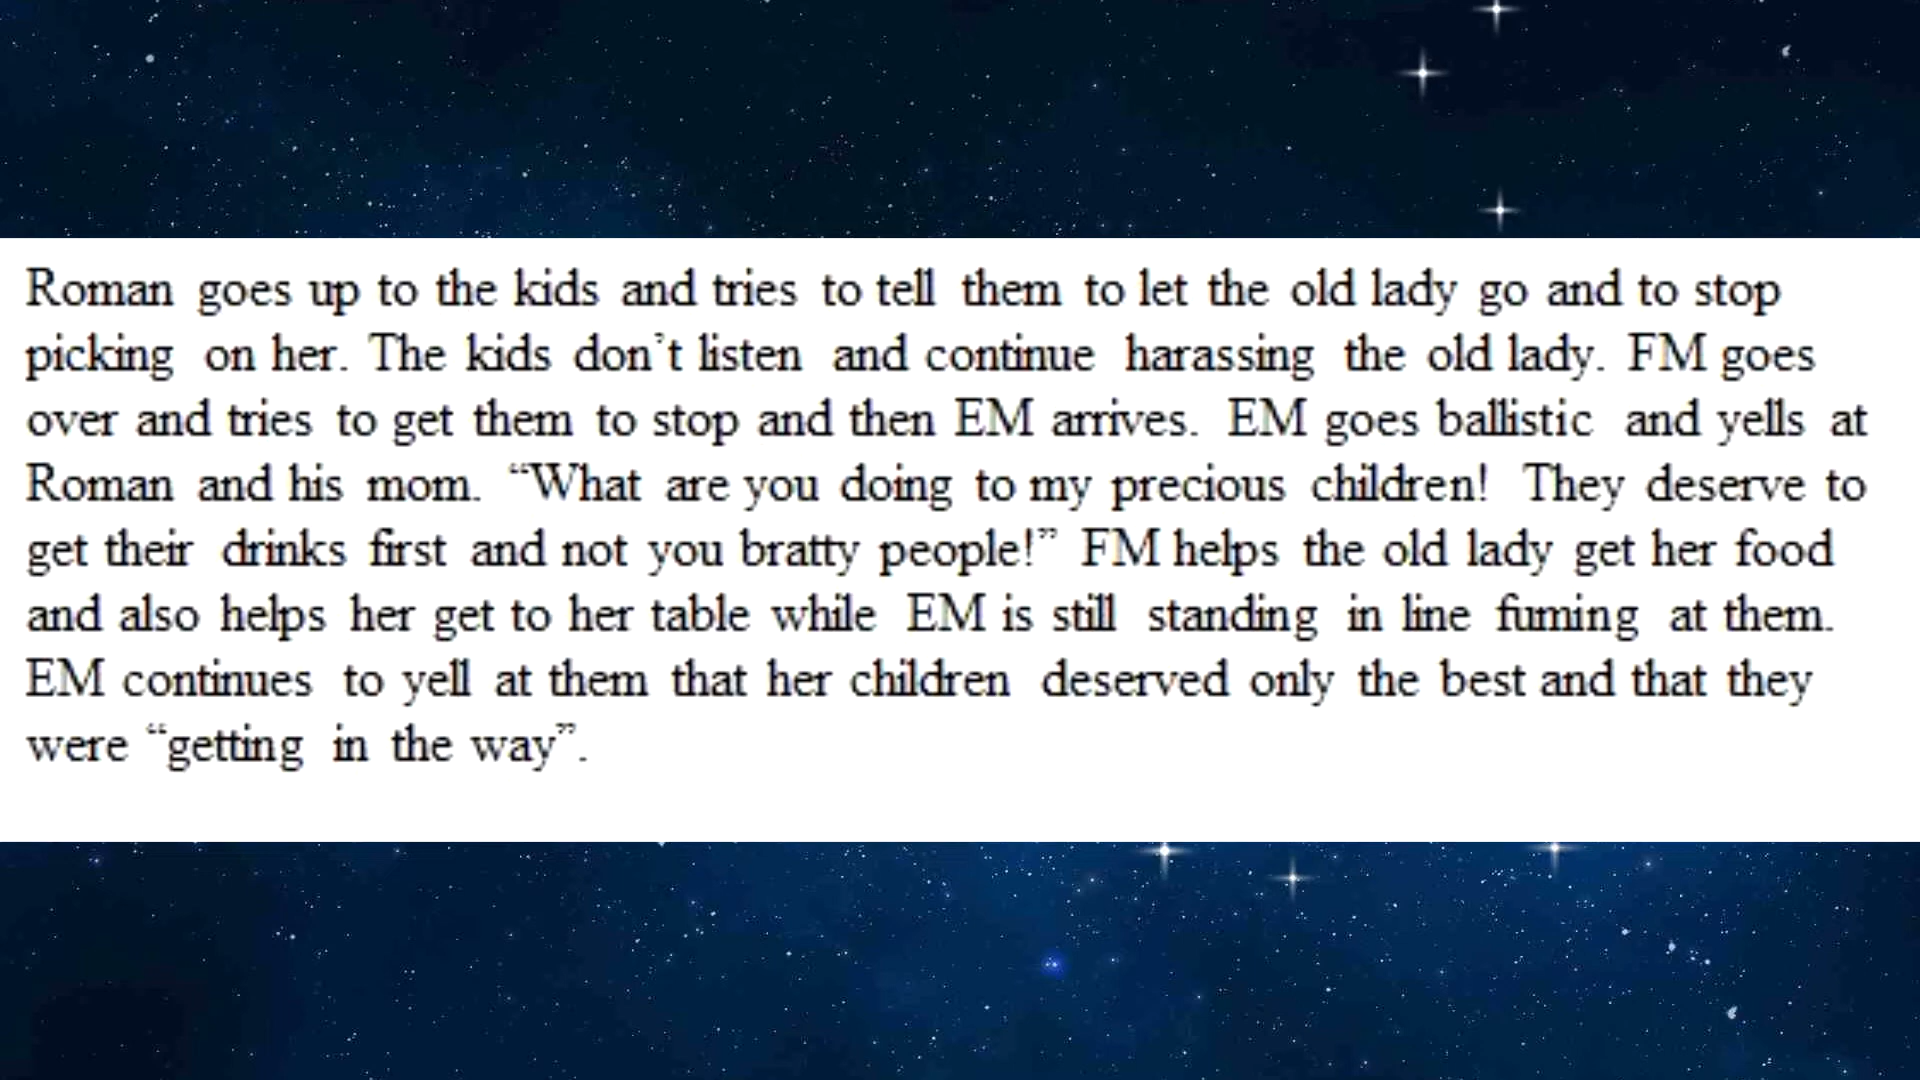 Roman goes up to the kids and tries to tell them to let the old lady go and to stop
picking on her. The kids don't listen and continue harassing the old lady. FM goes
over and tries to get them to stop and then EM arrives. EM goes ballistic and yells at
Roman and his mom. “What are you doing to my precious children! They deserve to
get their drinks first and not you bratty people!” FM helps the old lady get her food
and also helps her get to her table while EM is still standing in line fuming at them.
EM continues to yell at them that her children deserved only the best and that they
were “getting in the way”.